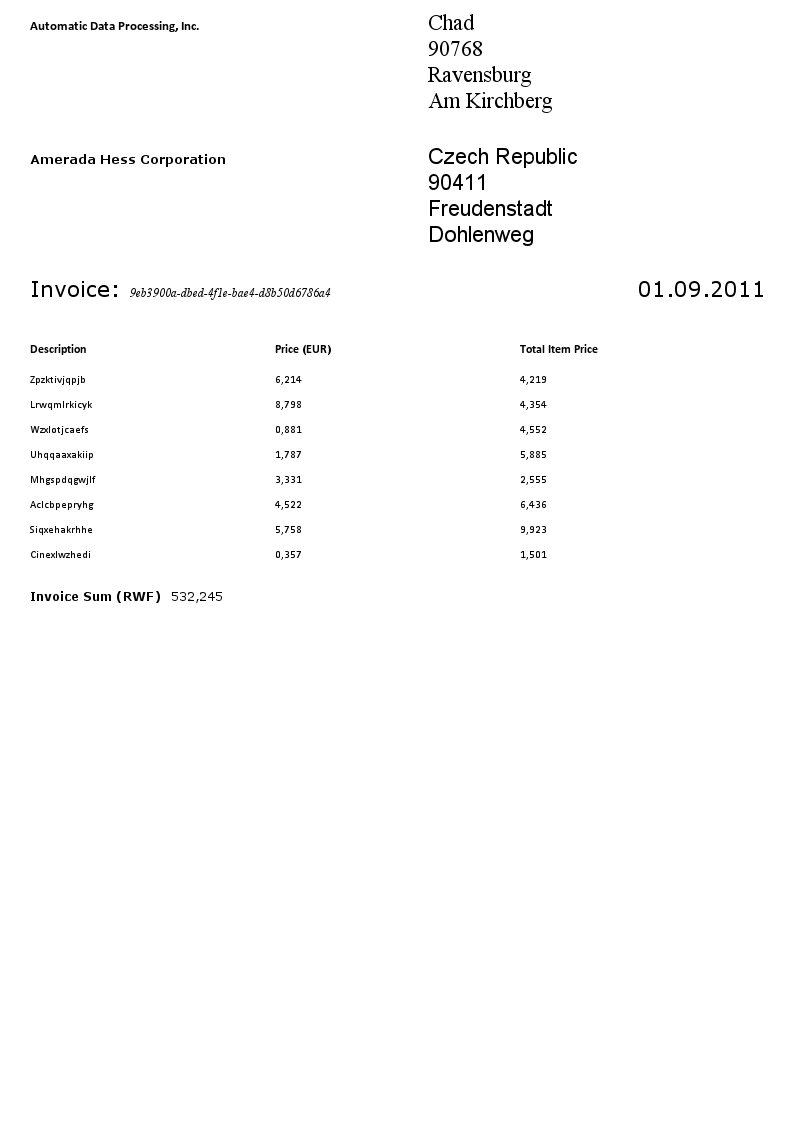 Automatic Data Processing, Inc.
Chad
90768
Ravensburg
Am Kirchberg
Amerada Hess Corporation
Czech Republic
90411
Freudenstadt
Dohlenweg
Invoice: 9eb3900a-dbed-4f1e-bae4-d8b50d6786a4 01.09.2011
Description Price (EUR) Total Item Price
Zpzktivjqpjb 6,214 4,219
Lrwqmlrkicyk 8,798 4,354
Wzxlotjcaefs 0,881 4,552
Uhqqaaxakiip 1,787 5,885
Mhgspdqgwjlf 3,331 2,555
Aclcbpepryhg 4,522 6,436
Siqxehakrhhe 5,758 9,923
Cinexlwzhedi 0,357 1,501
Invoice Sum (RWF) 532,245